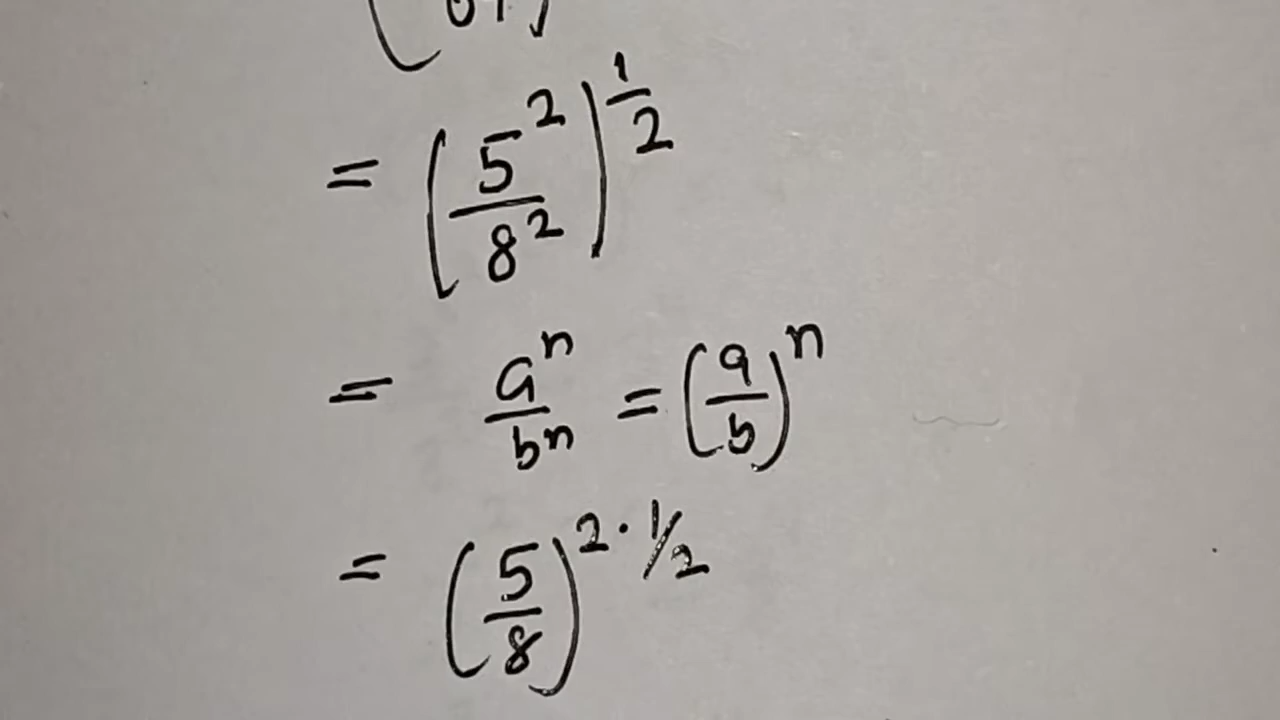 = (5²/8²)^1/2
= aⁿ/bⁿ = (a/b)ⁿ
= (5/8)^2·1/2